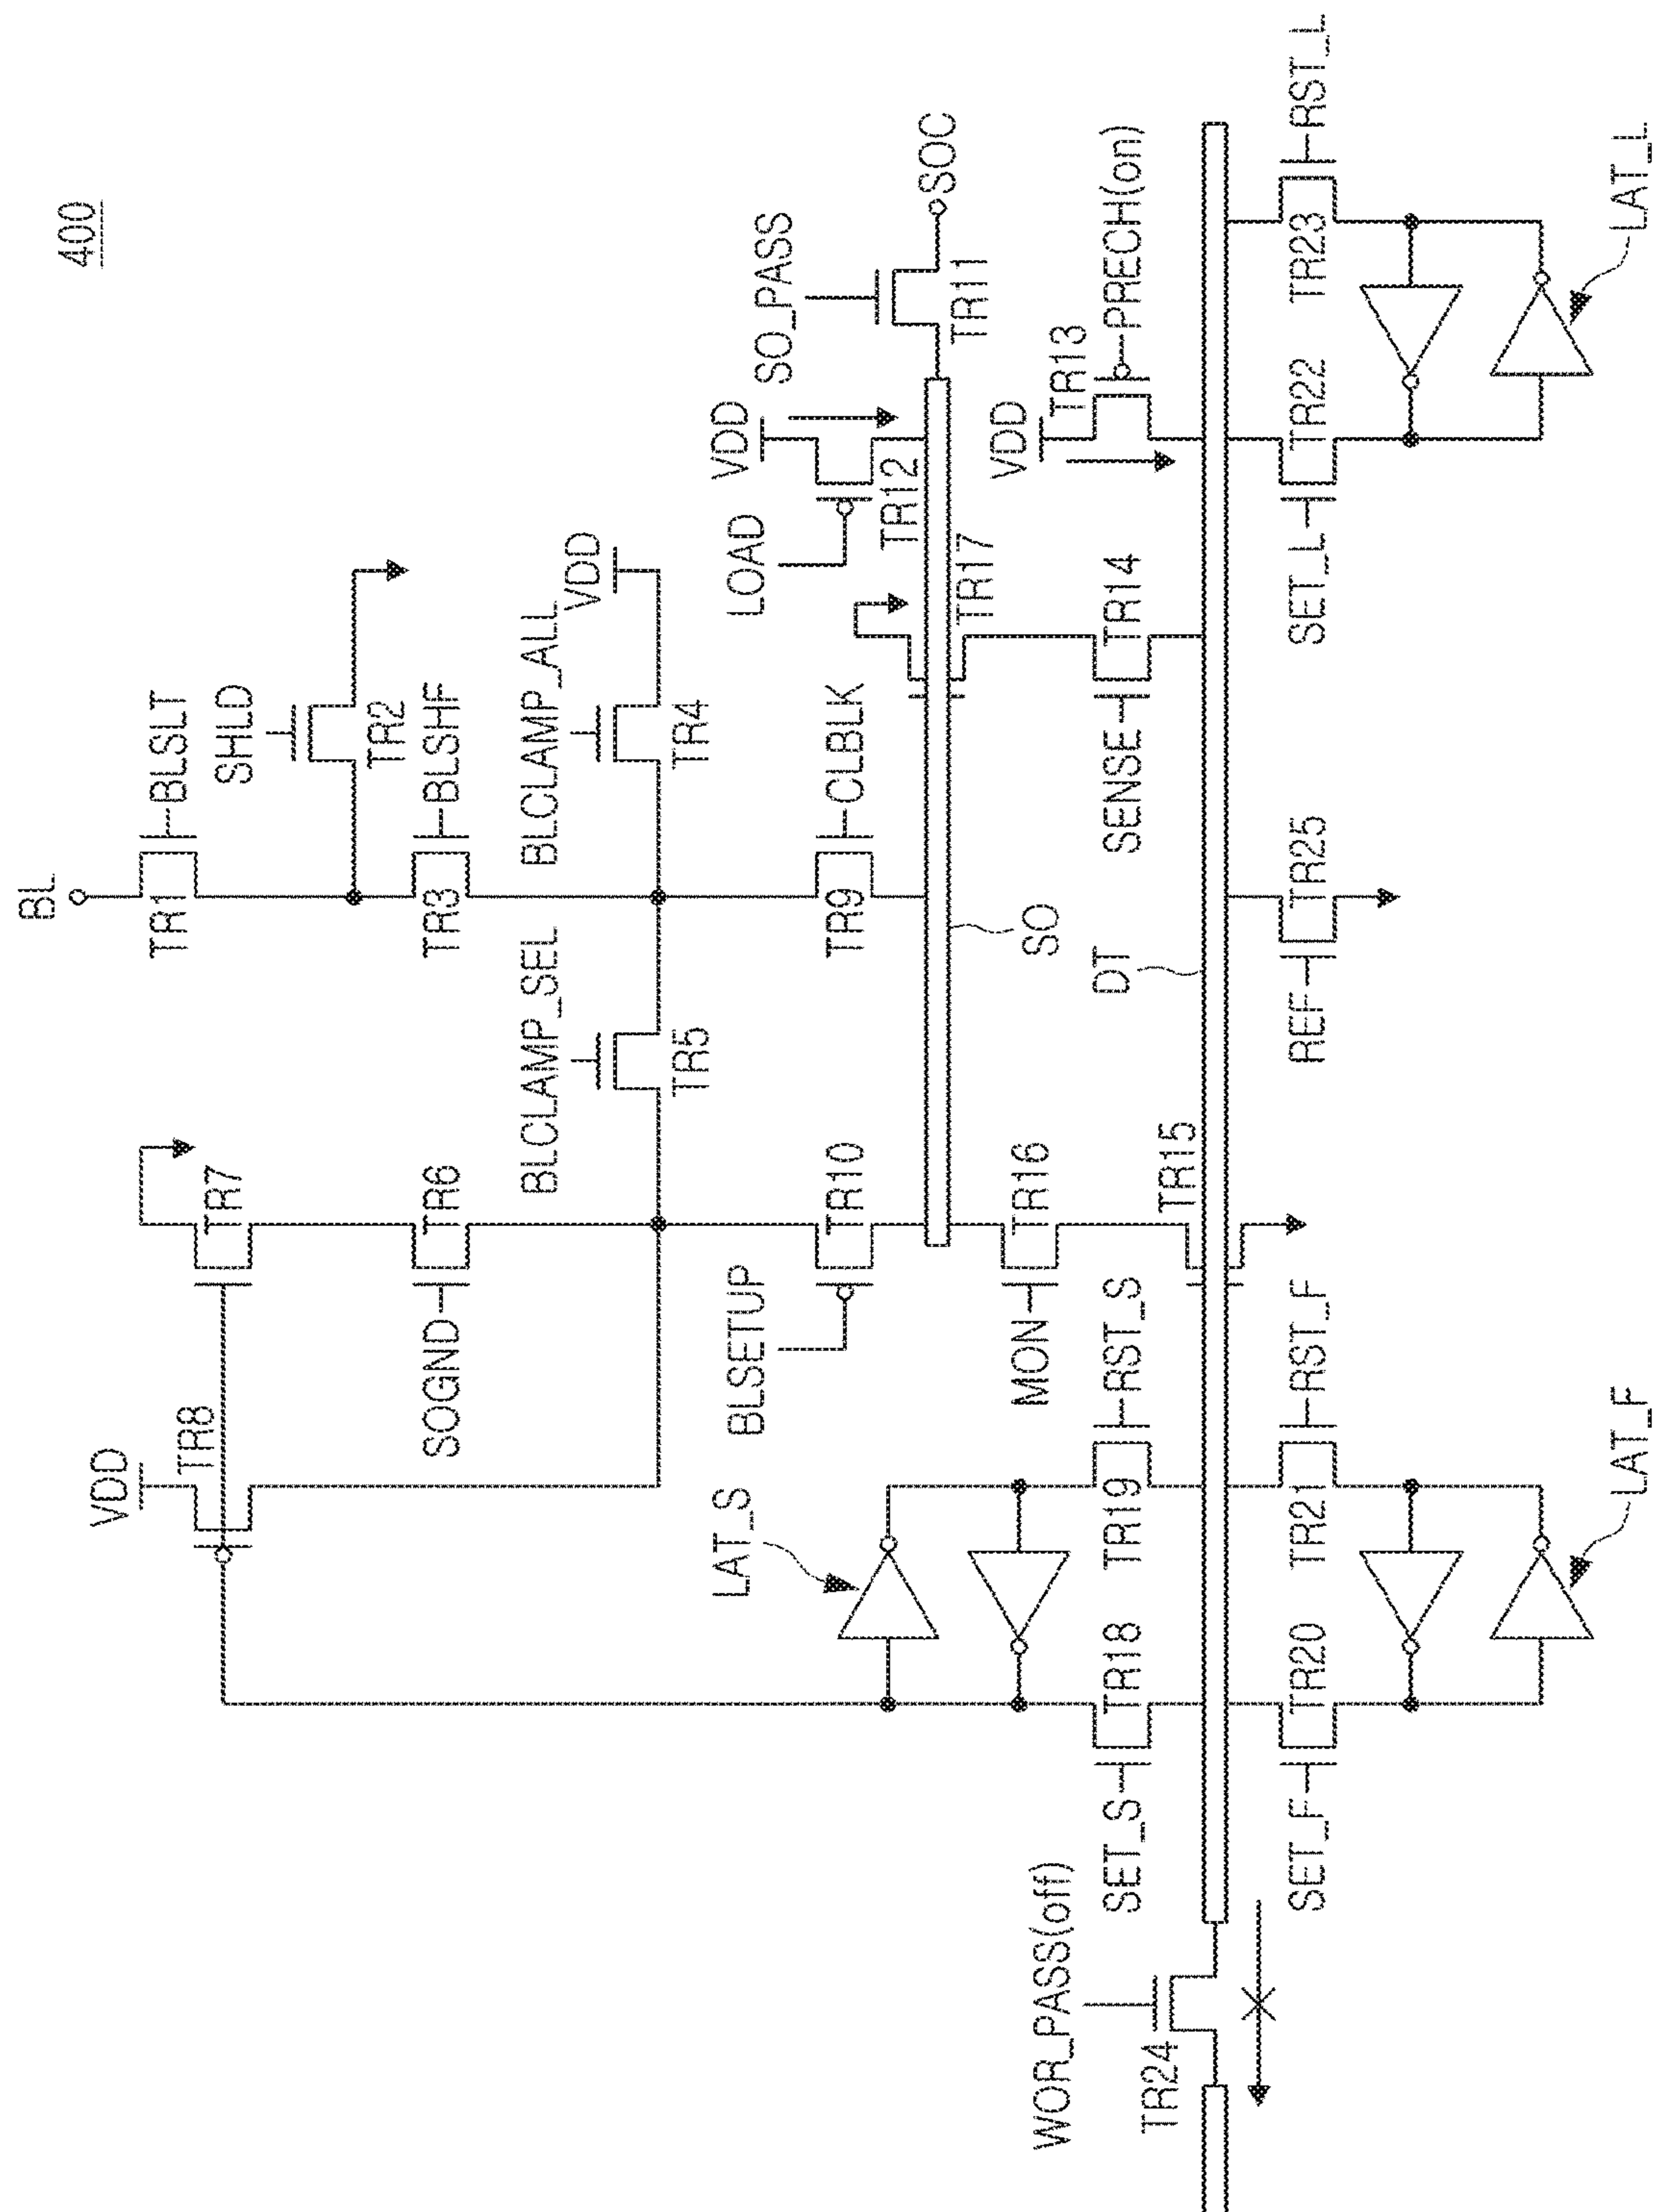 400
BL
BLSLT
TR1
SHLD
TR2
BLSHF
TR3
VDD
TR8
TR7
SOGND
TR6
BLCLAMP_SEL
TR5
BLCLAMP_ALL
TR4
VDD
BLSETUP
TR10
CLBLK
TR9
LOAD
VDD
TR12
SO_PASS
TR11
SOC
LAT_S
MON
TR16
SO
TR17
VDD
TR13
PRECH(on)
WOR_PASS(off)
TR24
SET_S
TR18
TR19
RST_S
TR15
DT
SENSE
TR14
SET_F
TR20
TR21
RST_F
REF
TR25
SET_L
TR22
TR23
RST_L
LAT_F
LAT_L